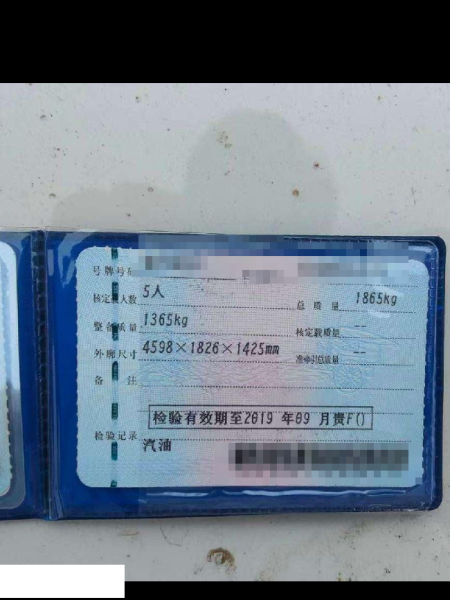 号牌号码
核定载人数 5人 总质量 1865kg
整备质量 1365kg 核定载质量 --
外廓尺寸 4598×1826×1425mm 准牵引总质量 --
备注
检验有效期至2019年09月贵F()
检验记录
汽油